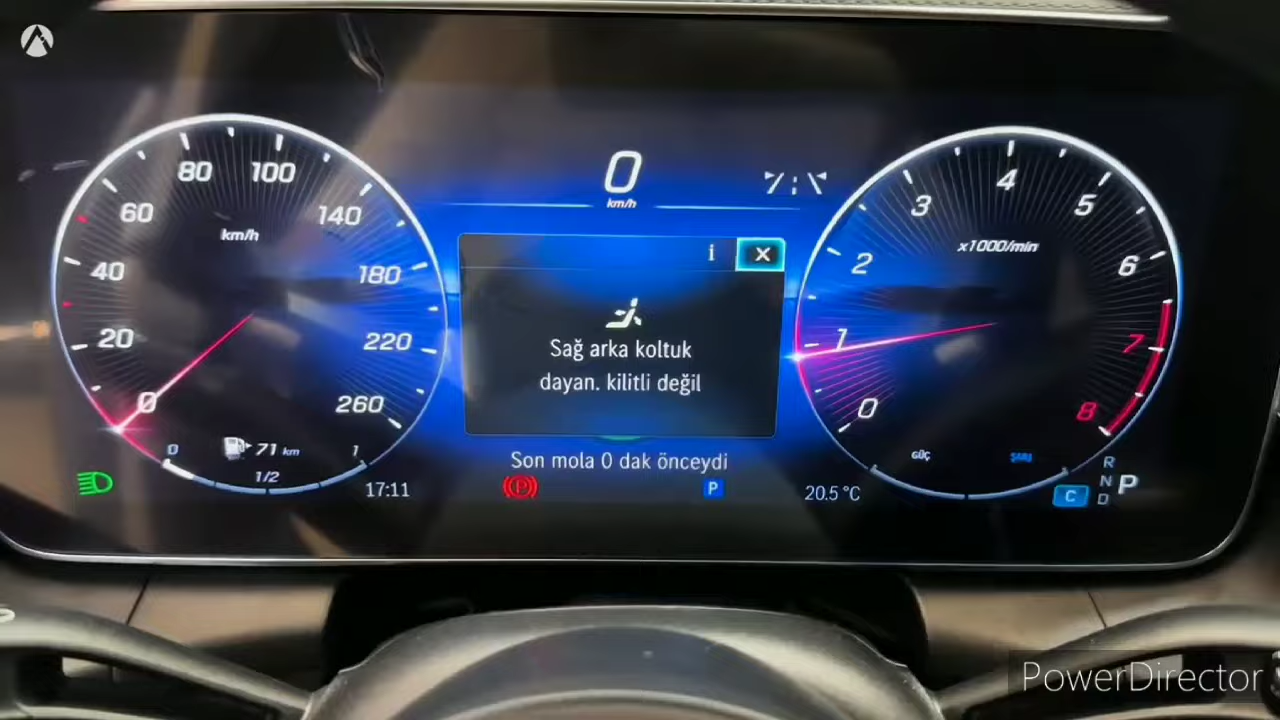 0
km/h
80
100
60
140
km/h
40
180
20
220
0
260
0
71 km
1
1/2
17:11
i
X
Sağ arka koltuk
dayan. kilitli değil
Son mola 0 dak önceydi
P
P
20.5 °C
4
3
5
x1000/min
2
6
1
7
0
8
GÜÇ
ŞARJ
C
R
N
D
P
PowerDirector